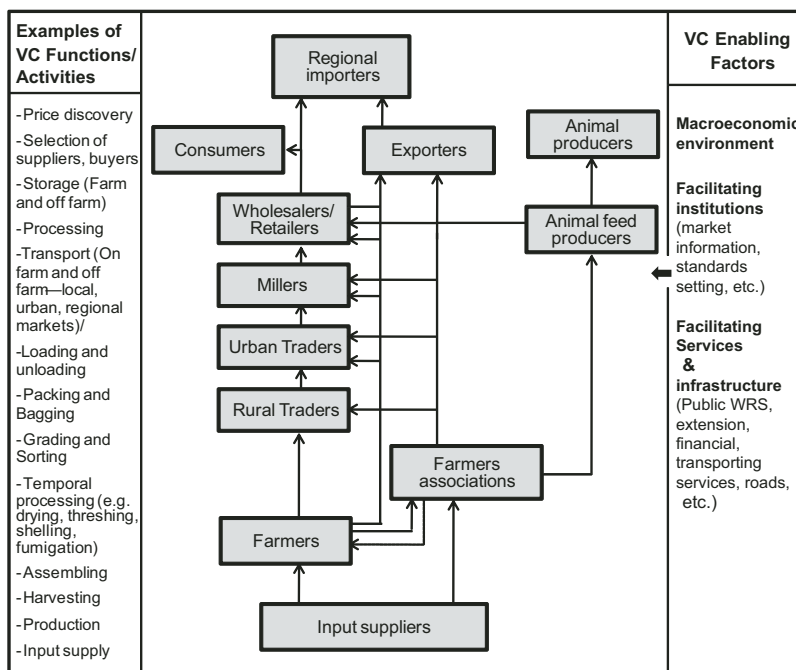 Examples of
VC Functions/
Activities
-Price discovery
-Selection of
suppliers, buyers
-Storage (Farm
and off farm)
-Processing
-Transport (On
farm and off
farm—local,
urban, regional
markets)/
-Loading and
unloading
-Packing and
Bagging
-Grading and
Sorting
-Temporal
processing (e.g.
drying, threshing,
shelling,
fumigation)
-Assembling
-Harvesting
-Production
-Input supply
Regional
importers
Consumers
Exporters
Animal
producers
Wholesalers/
Retailers
Animal feed
producers
Millers
Urban Traders
Rural Traders
Farmers
associations
Farmers
Input suppliers
VC Enabling
Factors
Macroeconomic
environment
Facilitating
institutions
(market
information,
standards
setting, etc.)
Facilitating
Services
&
infrastructure
(Public WRS,
extension,
financial,
transporting
services, roads,
etc.)